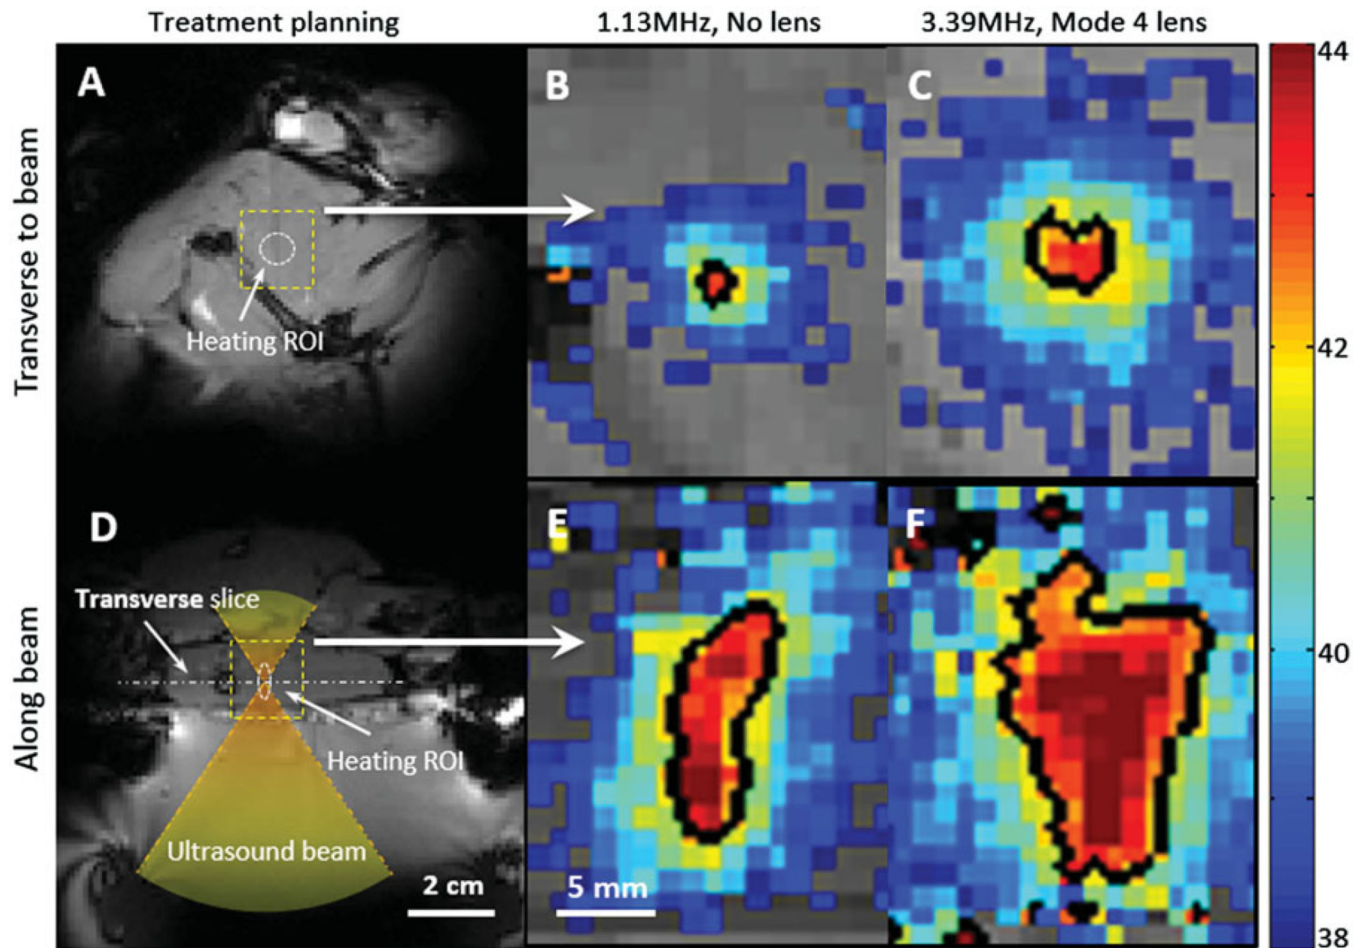 Treatment planning
1.13MHz, No lens
3.39MHz, Mode 4 lens
Transverse to beam
A
Heating ROI
B
C
44
42
40
38
Along beam
D
Transverse slice
Heating ROI
Ultrasound beam
2 cm
E
5 mm
F